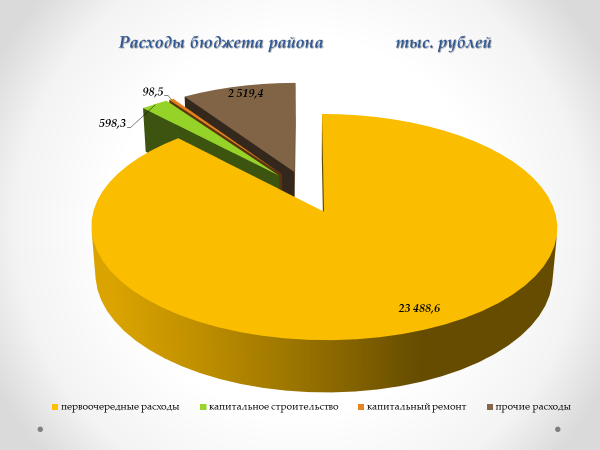 Расходы бюджета района тыс. рублей
98,5
2 519,4
598,3
23 488,6
первоочередные расходы капитальное строительство капитальный ремонт прочие расходы